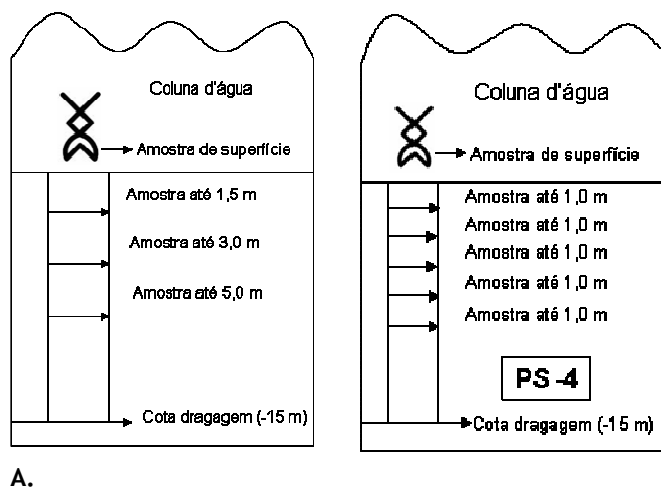 Coluna d'água
Amostra de superfície
Amostra até 1,5 m
Amostra até 3,0 m
Amostra até 5,0 m
Cota dragagem (-15 m)
Coluna d'água
Amostra de superfície
Amostra até 1,0 m
Amostra até 1,0 m
Amostra até 1,0 m
Amostra até 1,0 m
Amostra até 1,0 m
PS -4
Cota dragagem (-15 m)
A.